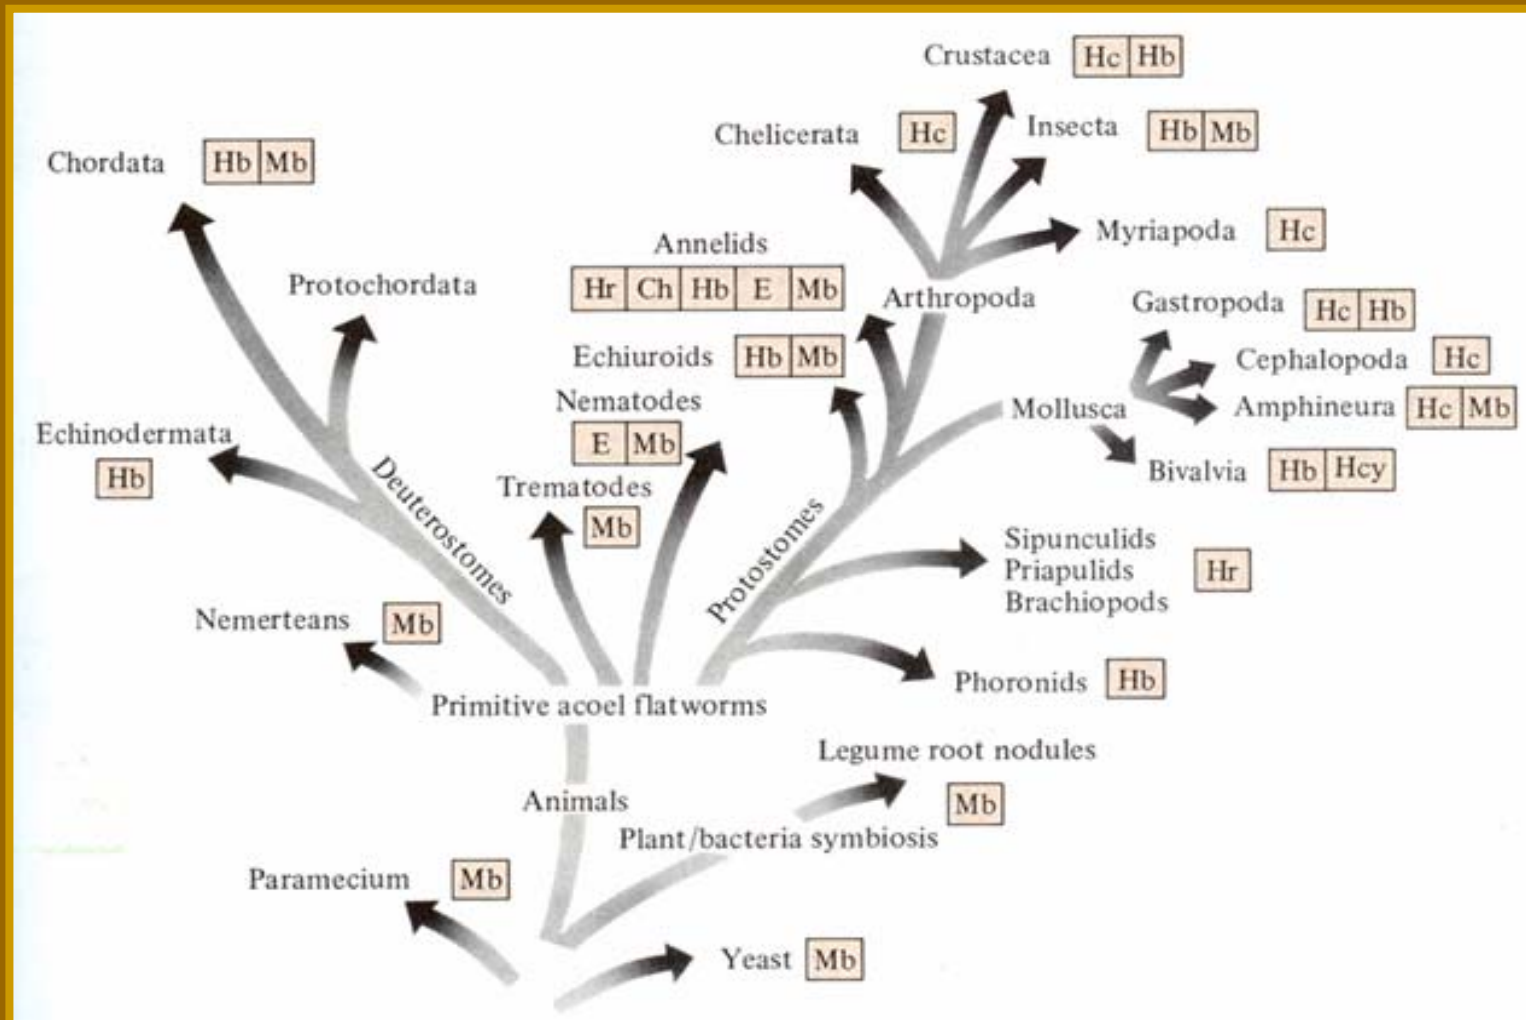 Crustacea Hc Hb
Chelicerata Hc
Insecta Hb Mb
Chordata Hb Mb
Myriapoda Hc
Annelids
Hr Ch Hb E Mb
Protochordata
Arthropoda
Gastropoda Hc Hb
Echiuroids Hb Mb
Cephalopoda Hc
Nematodes
E Mb
Mollusca
Amphineura Hc Mb
Echinodermata
Hb
Bivalvia Hb Hcy
Deuterostomes
Trematodes
Mb
Protostomes
Sipunculids
Priapulids Hr
Brachiopods
Nemerteans Mb
Phoronids Hb
Primitive acoel flatworms
Legume root nodules
Mb
Animals
Plant/bacteria symbiosis
Paramecium Mb
Yeast Mb